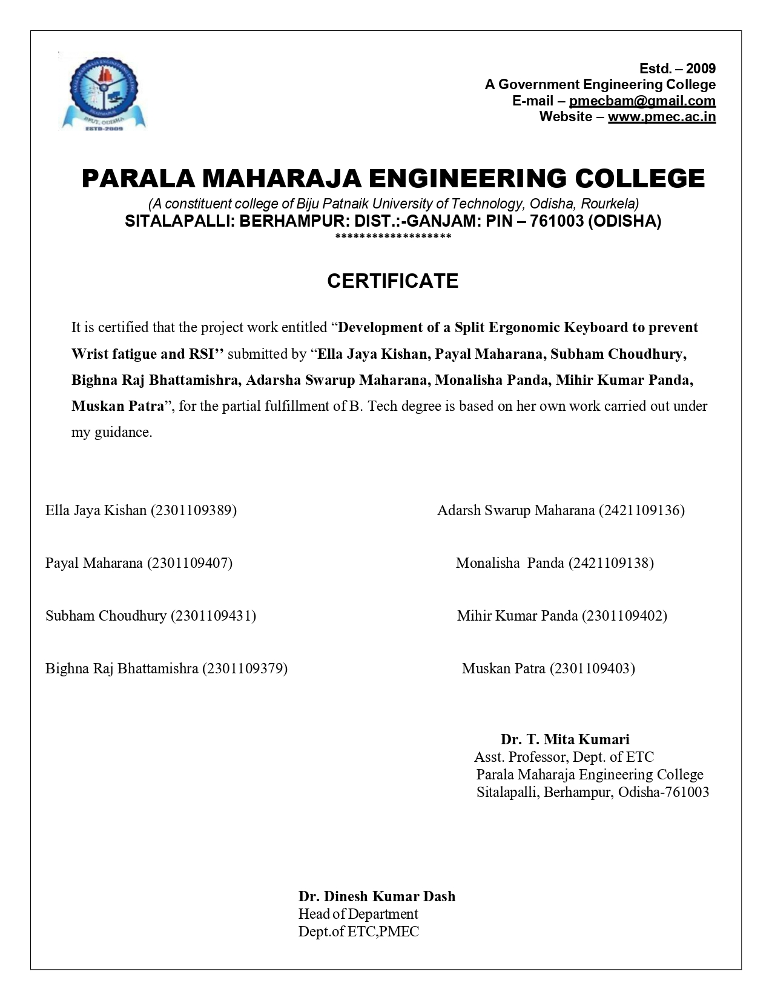 PARALA MAHARAJA ENGINEERING COLLEGE
BPUT, ODISHA
ESTD-2009
Estd. – 2009
A Government Engineering College
E-mail – pmecbam@gmail.com
Website – www.pmec.ac.in
PARALA MAHARAJA ENGINEERING COLLEGE
(A constituent college of Biju Patnaik University of Technology, Odisha, Rourkela)
SITALAPALLI: BERHAMPUR: DIST.:-GANJAM: PIN – 761003 (ODISHA)
*******************
CERTIFICATE
It is certified that the project work entitled “Development of a Split Ergonomic Keyboard to prevent
Wrist fatigue and RSI’’ submitted by “Ella Jaya Kishan, Payal Maharana, Subham Choudhury,
Bighna Raj Bhattamishra, Adarsha Swarup Maharana, Monalisha Panda, Mihir Kumar Panda,
Muskan Patra”, for the partial fulfillment of B. Tech degree is based on her own work carried out under
my guidance.
Ella Jaya Kishan (2301109389) Adarsh Swarup Maharana (2421109136)
Payal Maharana (2301109407) Monalisha Panda (2421109138)
Subham Choudhury (2301109431) Mihir Kumar Panda (2301109402)
Bighna Raj Bhattamishra (2301109379) Muskan Patra (2301109403)
Dr. T. Mita Kumari
Asst. Professor, Dept. of ETC
Parala Maharaja Engineering College
Sitalapalli, Berhampur, Odisha-761003
Dr. Dinesh Kumar Dash
Head of Department
Dept.of ETC,PMEC